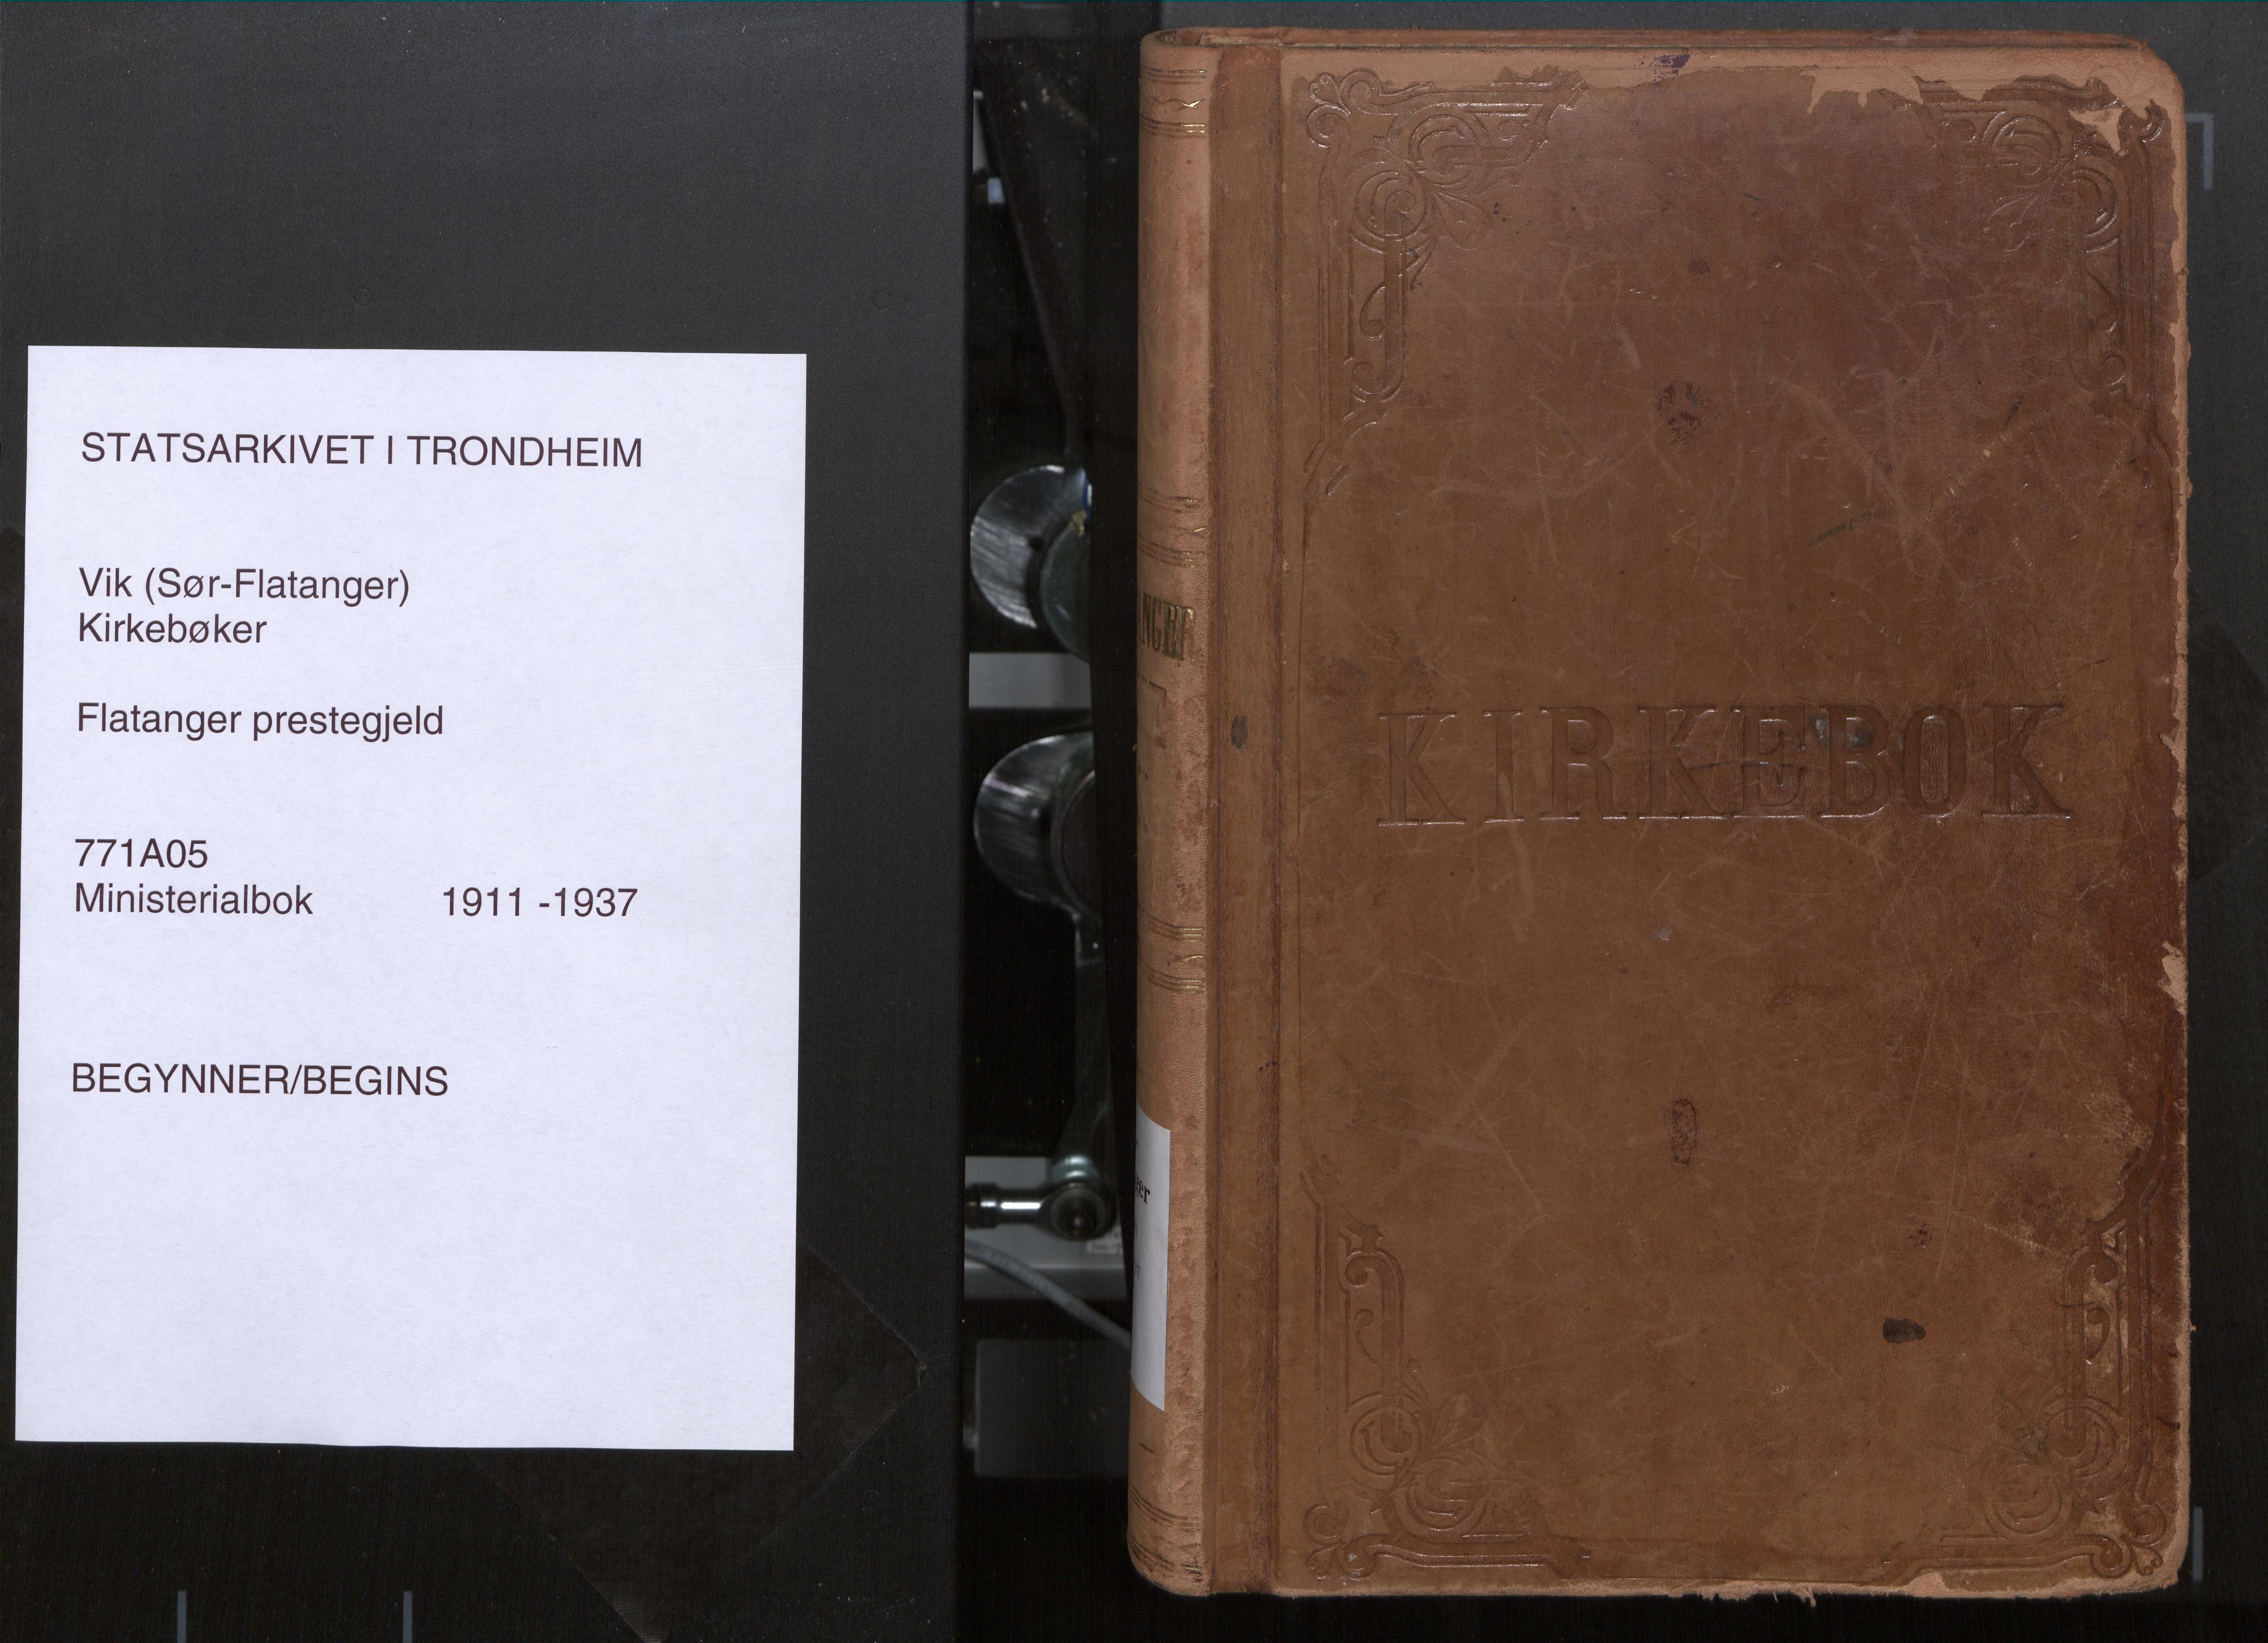 STATSARKIVET I TRONDHEIM
Vik (Sør-Flatanger)
Kirkebøker
Flatanger prestegjeld
771A05
Ministerialbok 1911 -1937
BEGYNNER/BEGINS
KIRKEBOK